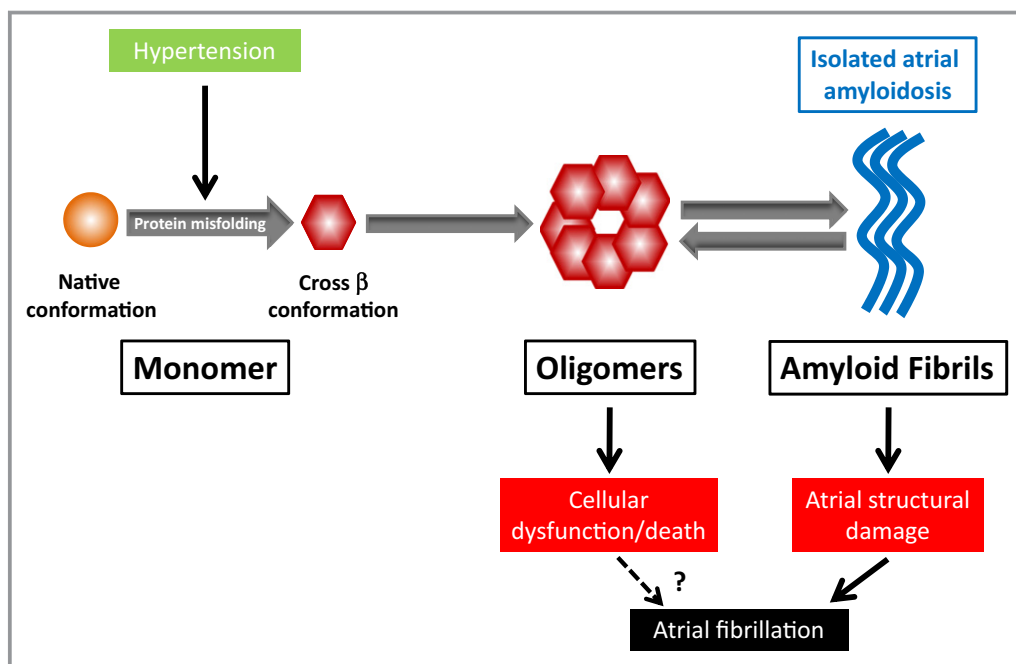 Hypertension
Isolated atrial
amyloidosis
Protein misfolding
Native
conformation
Cross β
conformation
Monomer
Oligomers
Amyloid Fibrils
Cellular
dysfunction/death
Atrial structural
damage
?
Atrial fibrillation